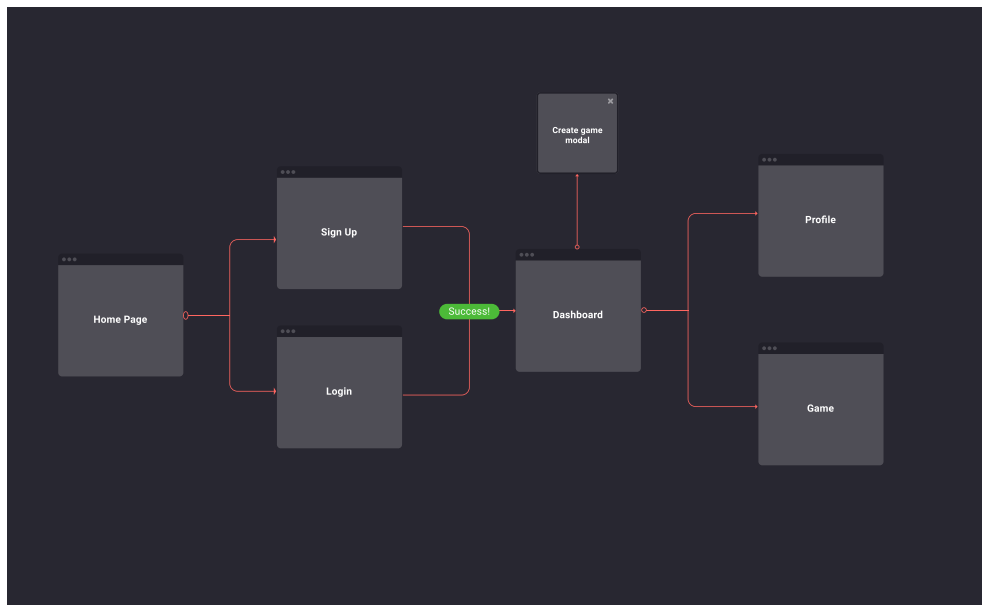 Home Page
Sign Up
Login
Success!
Create game
modal
Dashboard
Profile
Game